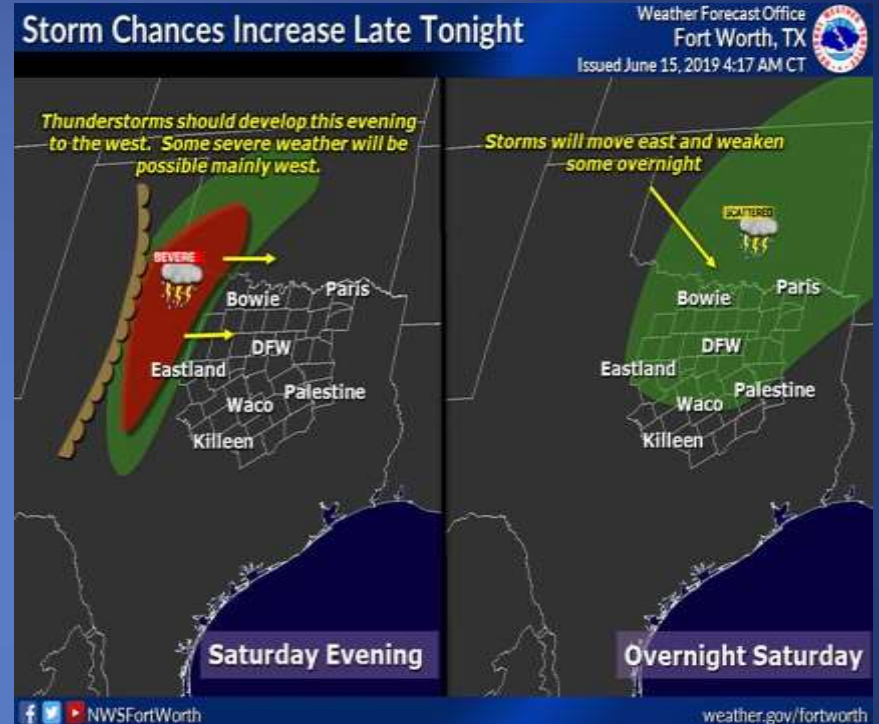 Storm Chances Increase Late Tonight
Weather Forecast Office
Fort Worth, TX
Issued June 15, 2019 4:17 AM CT
Thunderstorms should develop this evening
to the west. Some severe weather will be
possible mainly west.
SEVERE
Bowie
Paris
DFW
Eastland
Palestine
Waco
Killeen
Saturday Evening
Storms will move east and weaken
some overnight
SCATTERED
Bowie
Paris
DFW
Eastland
Palestine
Waco
Killeen
Overnight Saturday
NWSFortWorth
weather.gov/fortworth